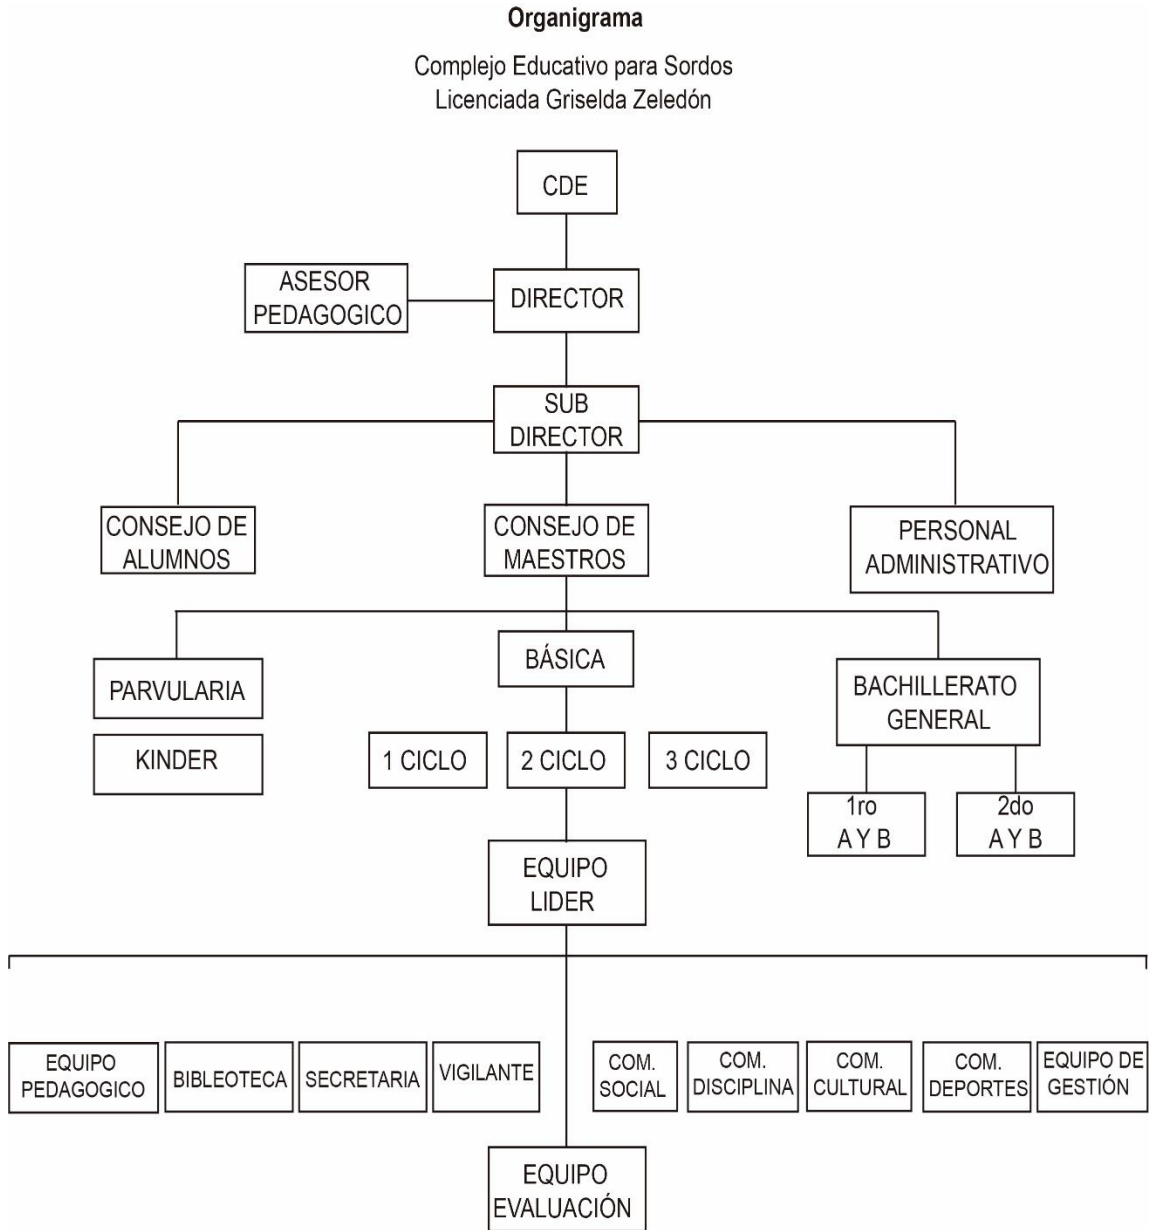 Organigrama
Complejo Educativo para Sordos
Licenciada Griselda Zeledón
CDE
ASESOR
PEDAGOGICO
DIRECTOR
SUB
DIRECTOR
CONSEJO DE
ALUMNOS
CONSEJO DE
MAESTROS
PERSONAL
ADMINISTRATIVO
PARVULARIA
BÁSICA
BACHILLERATO
GENERAL
KINDER
1 CICLO
2 CICLO
3 CICLO
1ro
A Y B
2do
A Y B
EQUIPO
LIDER
EQUIPO
PEDAGOGICO
BIBLEOTECA
SECRETARIA
VIGILANTE
COM.
SOCIAL
COM.
DISCIPLINA
COM.
CULTURAL
COM.
DEPORTES
EQUIPO DE
GESTIÓN
EQUIPO
EVALUACIÓN